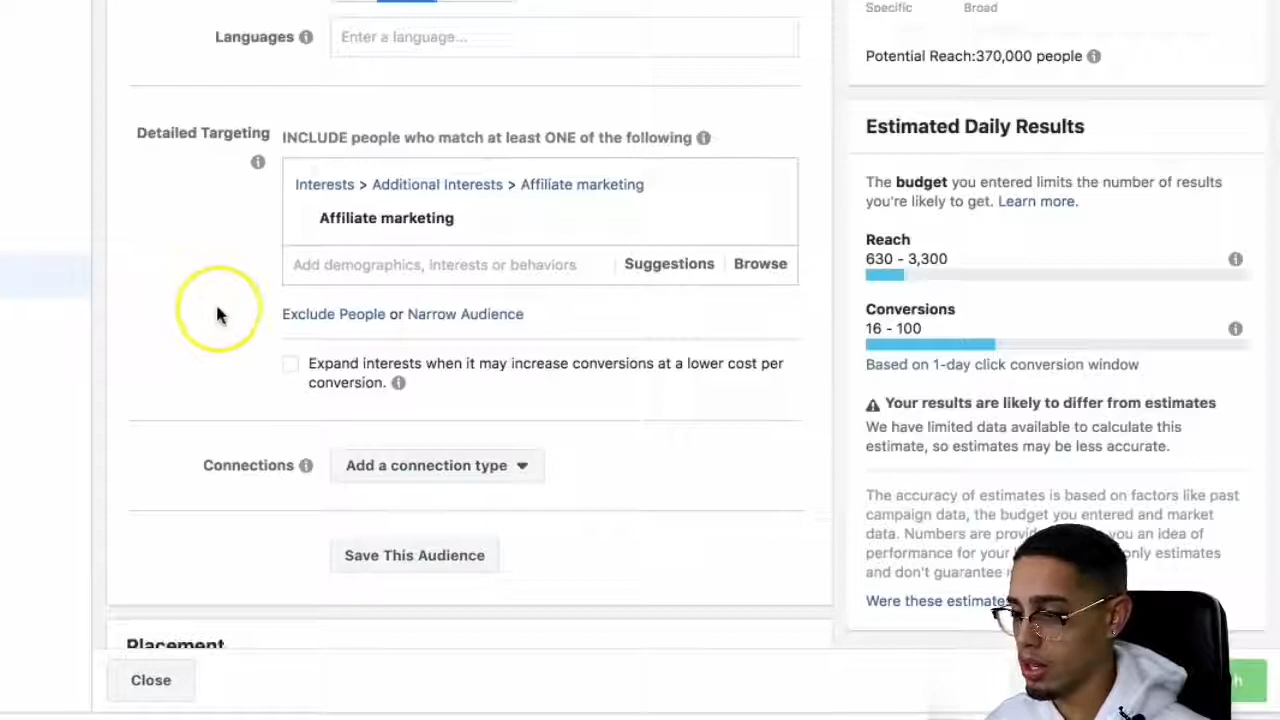 Specific Broad
Languages
Enter a language...
Potential Reach:370,000 people
Detailed Targeting
INCLUDE people who match at least ONE of the following
Interests > Additional Interests > Affiliate marketing
Affiliate marketing
Add demographics, interests or behaviors
Suggestions
Browse
Exclude People or Narrow Audience
Expand interests when it may increase conversions at a lower cost per
conversion.
Connections
Add a connection type
Save This Audience
Placement
Close
Estimated Daily Results
The budget you entered limits the number of results
you're likely to get. Learn more.
Reach
630 - 3,300
Conversions
16 - 100
Based on 1-day click conversion window
Your results are likely to differ from estimates
We have limited data available to calculate this
estimate, so estimates may be less accurate.
The accuracy of estimates is based on factors like past
campaign data, the budget you entered and market
data. Numbers are you an idea of
performance for your only estimates
and don't guarantee
Were these estimates